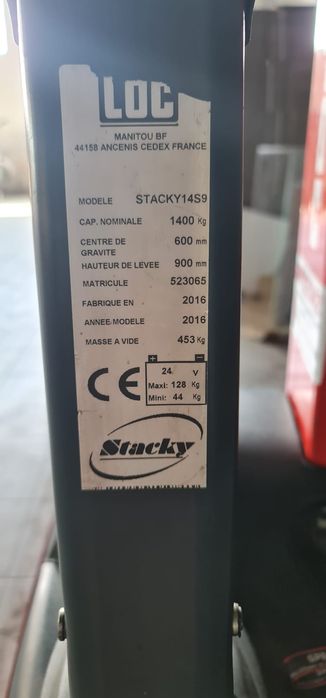 LOC
MANITOU BF
44158 ANCENIS CEDEX FRANCE
MODELE STACKY14S9
CAP. NOMINALE 1400 Kg
CENTRE DE GRAVITE 600 mm
HAUTEUR DE LEVEE 900 mm
MATRICULE 523065
FABRIQUE EN 2016
ANNEE MODELE 2016
MASSE A VIDE 453 Kg
+ -
CE
24 V
Maxi: 128 Kg
Mini: 44 Kg
Stacky